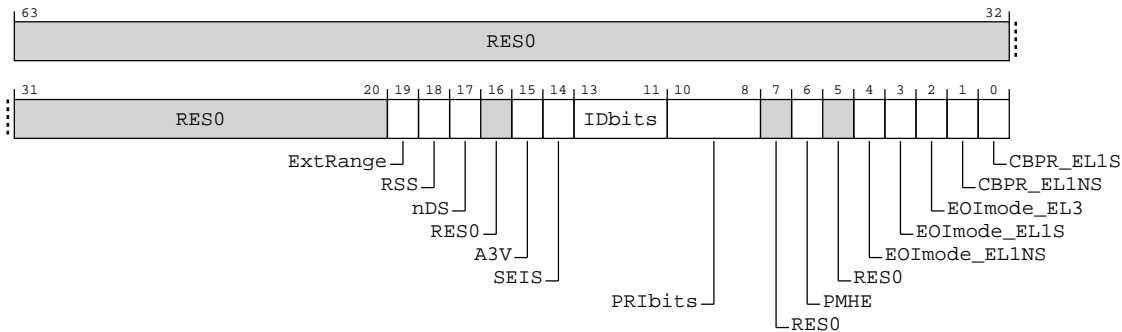 63 32
RES0
31 20 19 18 17 16 15 14 13 11 10 8 7 6 5 4 3 2 1 0
RES0 IDbits
ExtRange CBPR_EL1S
RSS CBPR_EL1NS
nDS EOImode_EL3
RES0 EOImode_EL1S
A3V EOImode_EL1NS
SEIS RES0
PRIbits PMHE
RES0